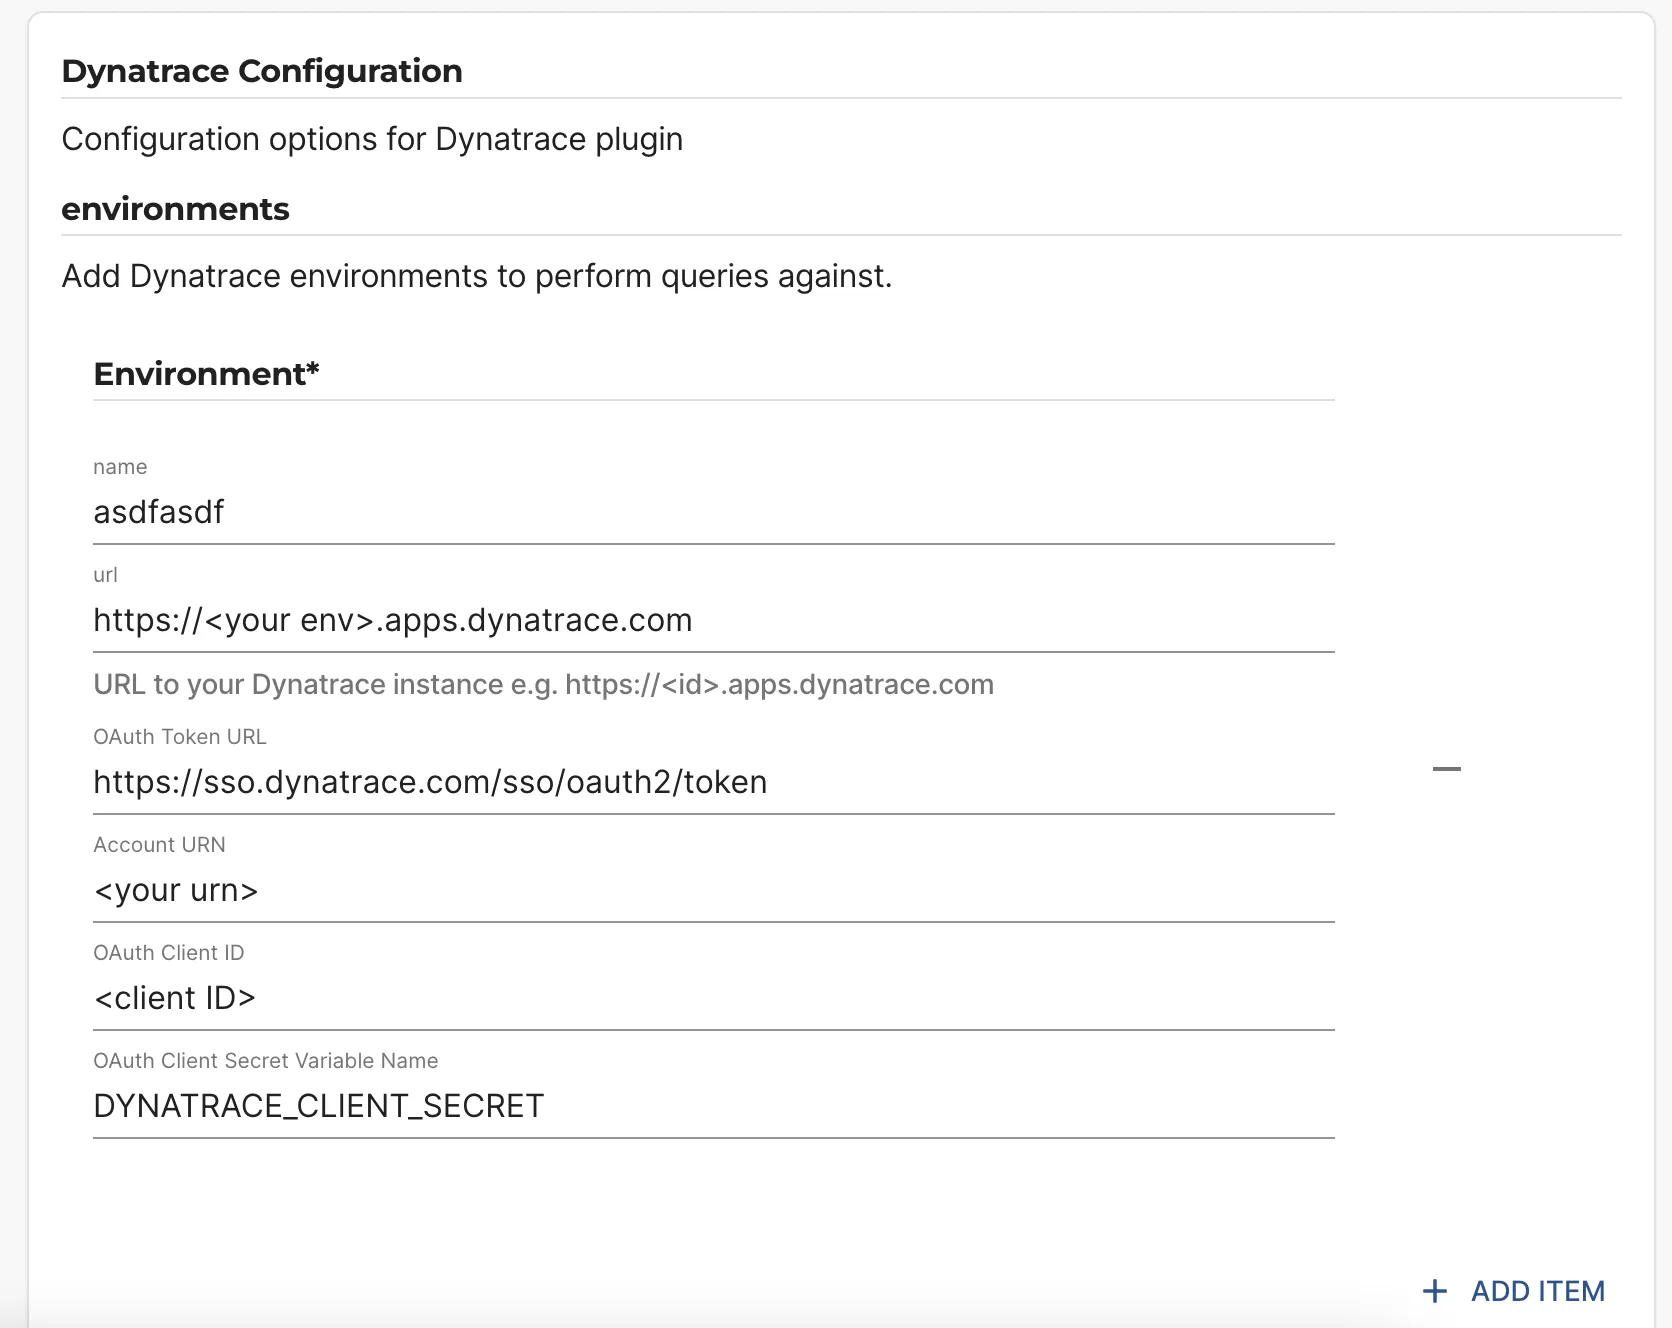 Dynatrace Configuration
Configuration options for Dynatrace plugin
environments
Add Dynatrace environments to perform queries against.
Environment*
name
asdfasdf
url
https://<your env>.apps.dynatrace.com
URL to your Dynatrace instance e.g. https://<id>.apps.dynatrace.com
OAuth Token URL
https://sso.dynatrace.com/sso/oauth2/token
Account URN
<your urn>
OAuth Client ID
<client ID>
OAuth Client Secret Variable Name
DYNATRACE_CLIENT_SECRET
+ ADD ITEM